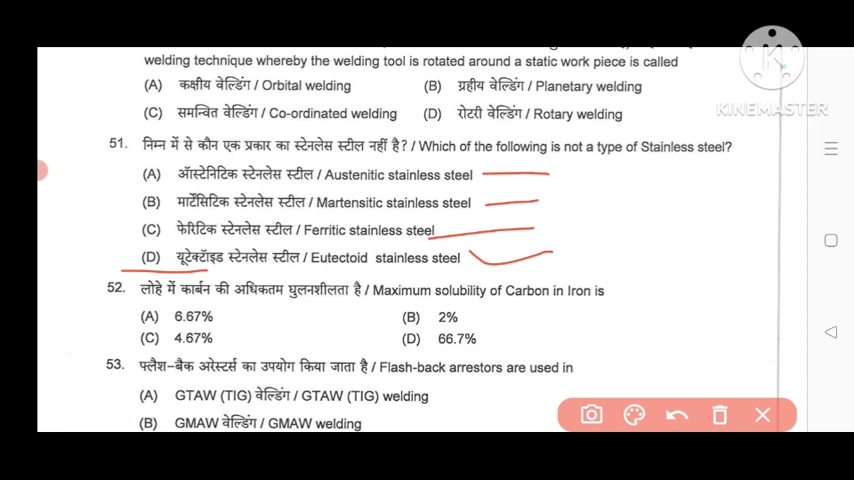 welding technique whereby the welding tool is rotated around a static work piece is called
(A) कक्षीय वेल्डिंग / Orbital welding (B) ग्रहीय वेल्डिंग / Planetary welding
(C) समन्वित वेल्डिंग / Co-ordinated welding (D) रोटरी वेल्डिंग / Rotary welding
KINEMASTER
51. निम्न में से कौन एक प्रकार का स्टेनलेस स्टील नहीं है? / Which of the following is not a type of Stainless steel?
(A) ऑस्टेनिटिक स्टेनलेस स्टील / Austenitic stainless steel
(B) मार्टेंसिटिक स्टेनलेस स्टील / Martensitic stainless steel
(C) फेरिटिक स्टेनलेस स्टील / Ferritic stainless steel
(D) यूटेक्टॉइड स्टेनलेस स्टील / Eutectoid stainless steel
52. लोहे में कार्बन की अधिकतम घुलनशीलता है / Maximum solubility of Carbon in Iron is
(A) 6.67% (B) 2%
(C) 4.67% (D) 66.7%
53. फ्लैश-बैक अरेस्टर्स का उपयोग किया जाता है / Flash-back arrestors are used in
(A) GTAW (TIG) वेल्डिंग / GTAW (TIG) welding
(B) GMAW वेल्डिंग / GMAW welding